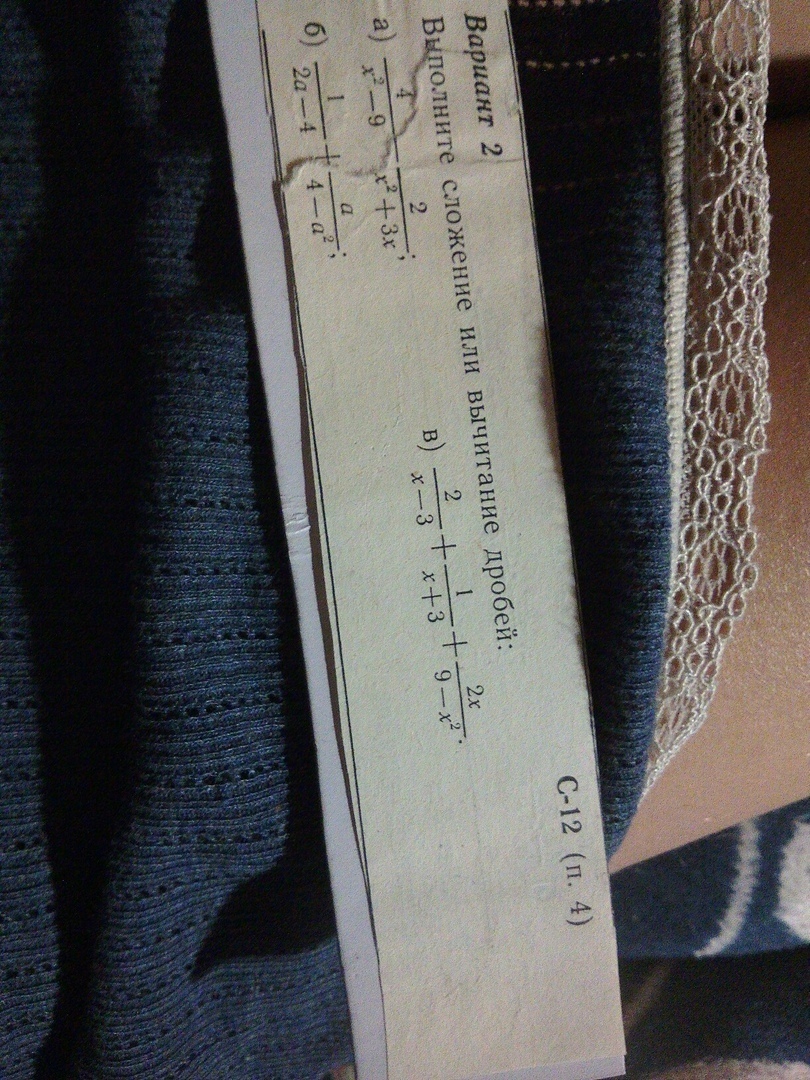 С-12 (п. 4)
Вариант 2
Выполните сложение или вычитание дробей:
а) 4/(x² − 9) − 2/(x² + 3x);
б) 1/(2a − 4) + a/(4 − a²);
в) 2/(x − 3) + 1/(x + 3) + 2x/(9 − x²).